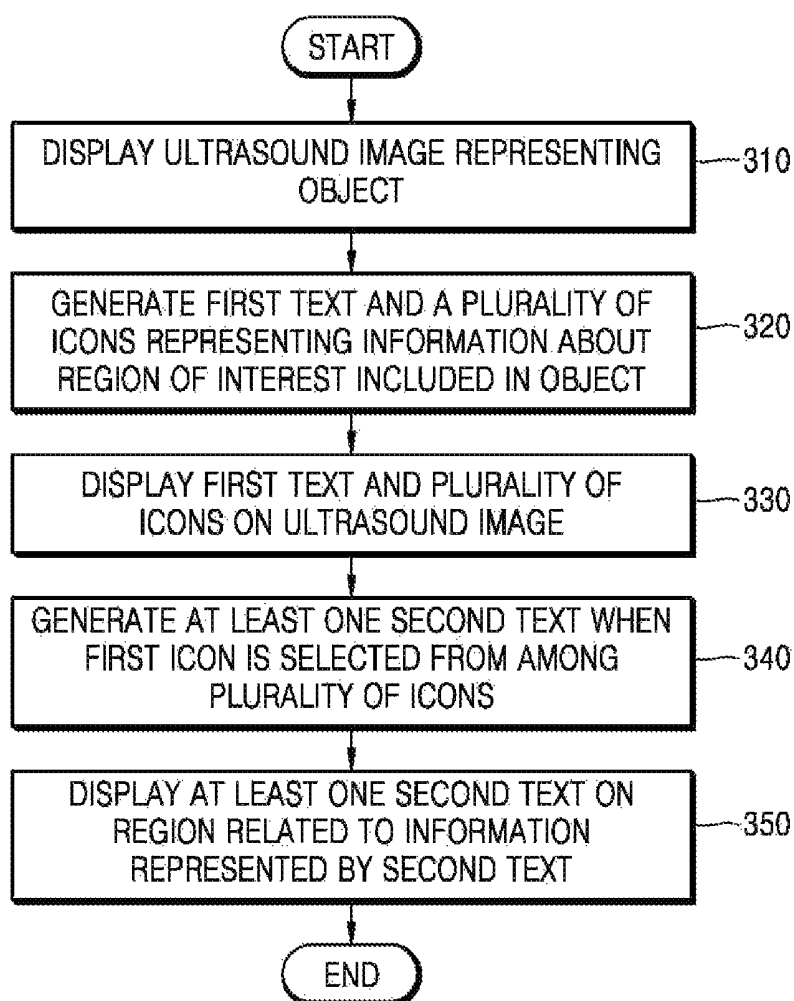 START
DISPLAY ULTRASOUND IMAGE REPRESENTING
OBJECT
310
GENERATE FIRST TEXT AND A PLURALITY OF
ICONS REPRESENTING INFORMATION ABOUT
REGION OF INTEREST INCLUDED IN OBJECT
320
DISPLAY FIRST TEXT AND PLURALITY OF
ICONS ON ULTRASOUND IMAGE
330
GENERATE AT LEAST ONE SECOND TEXT WHEN
FIRST ICON IS SELECTED FROM AMONG
PLURALITY OF ICONS
340
DISPLAY AT LEAST ONE SECOND TEXT ON
REGION RELATED TO INFORMATION
REPRESENTED BY SECOND TEXT
350
END